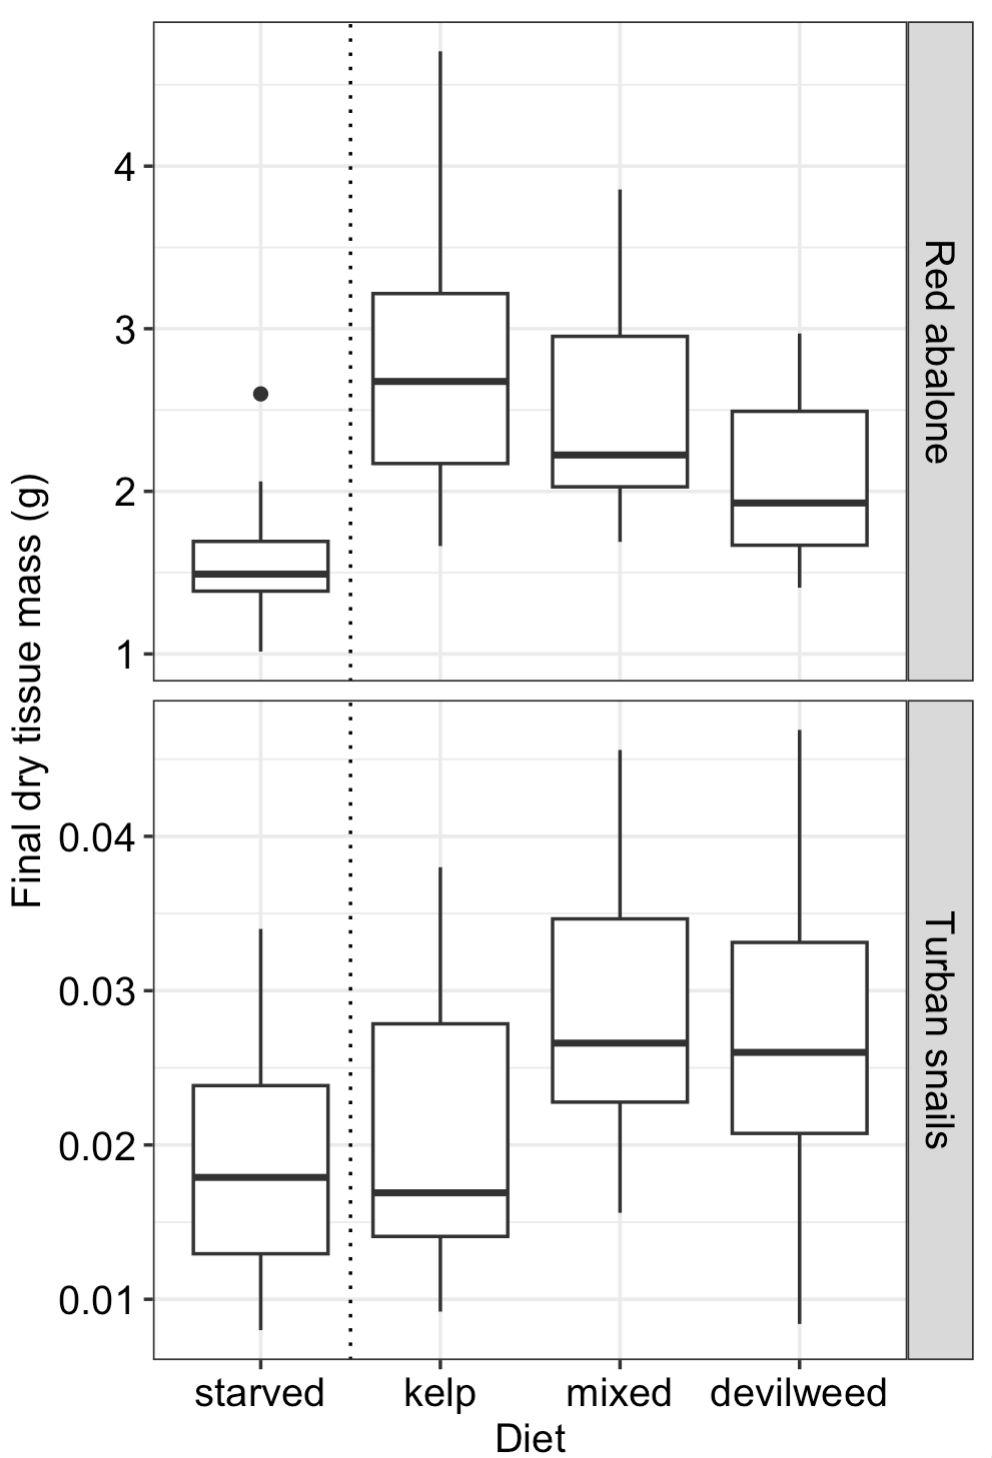 Final dry tissue mass (g)
4
3
2
1
Red abalone
0.04
0.03
0.02
0.01
Turban snails
starved kelp mixed devilweed
Diet